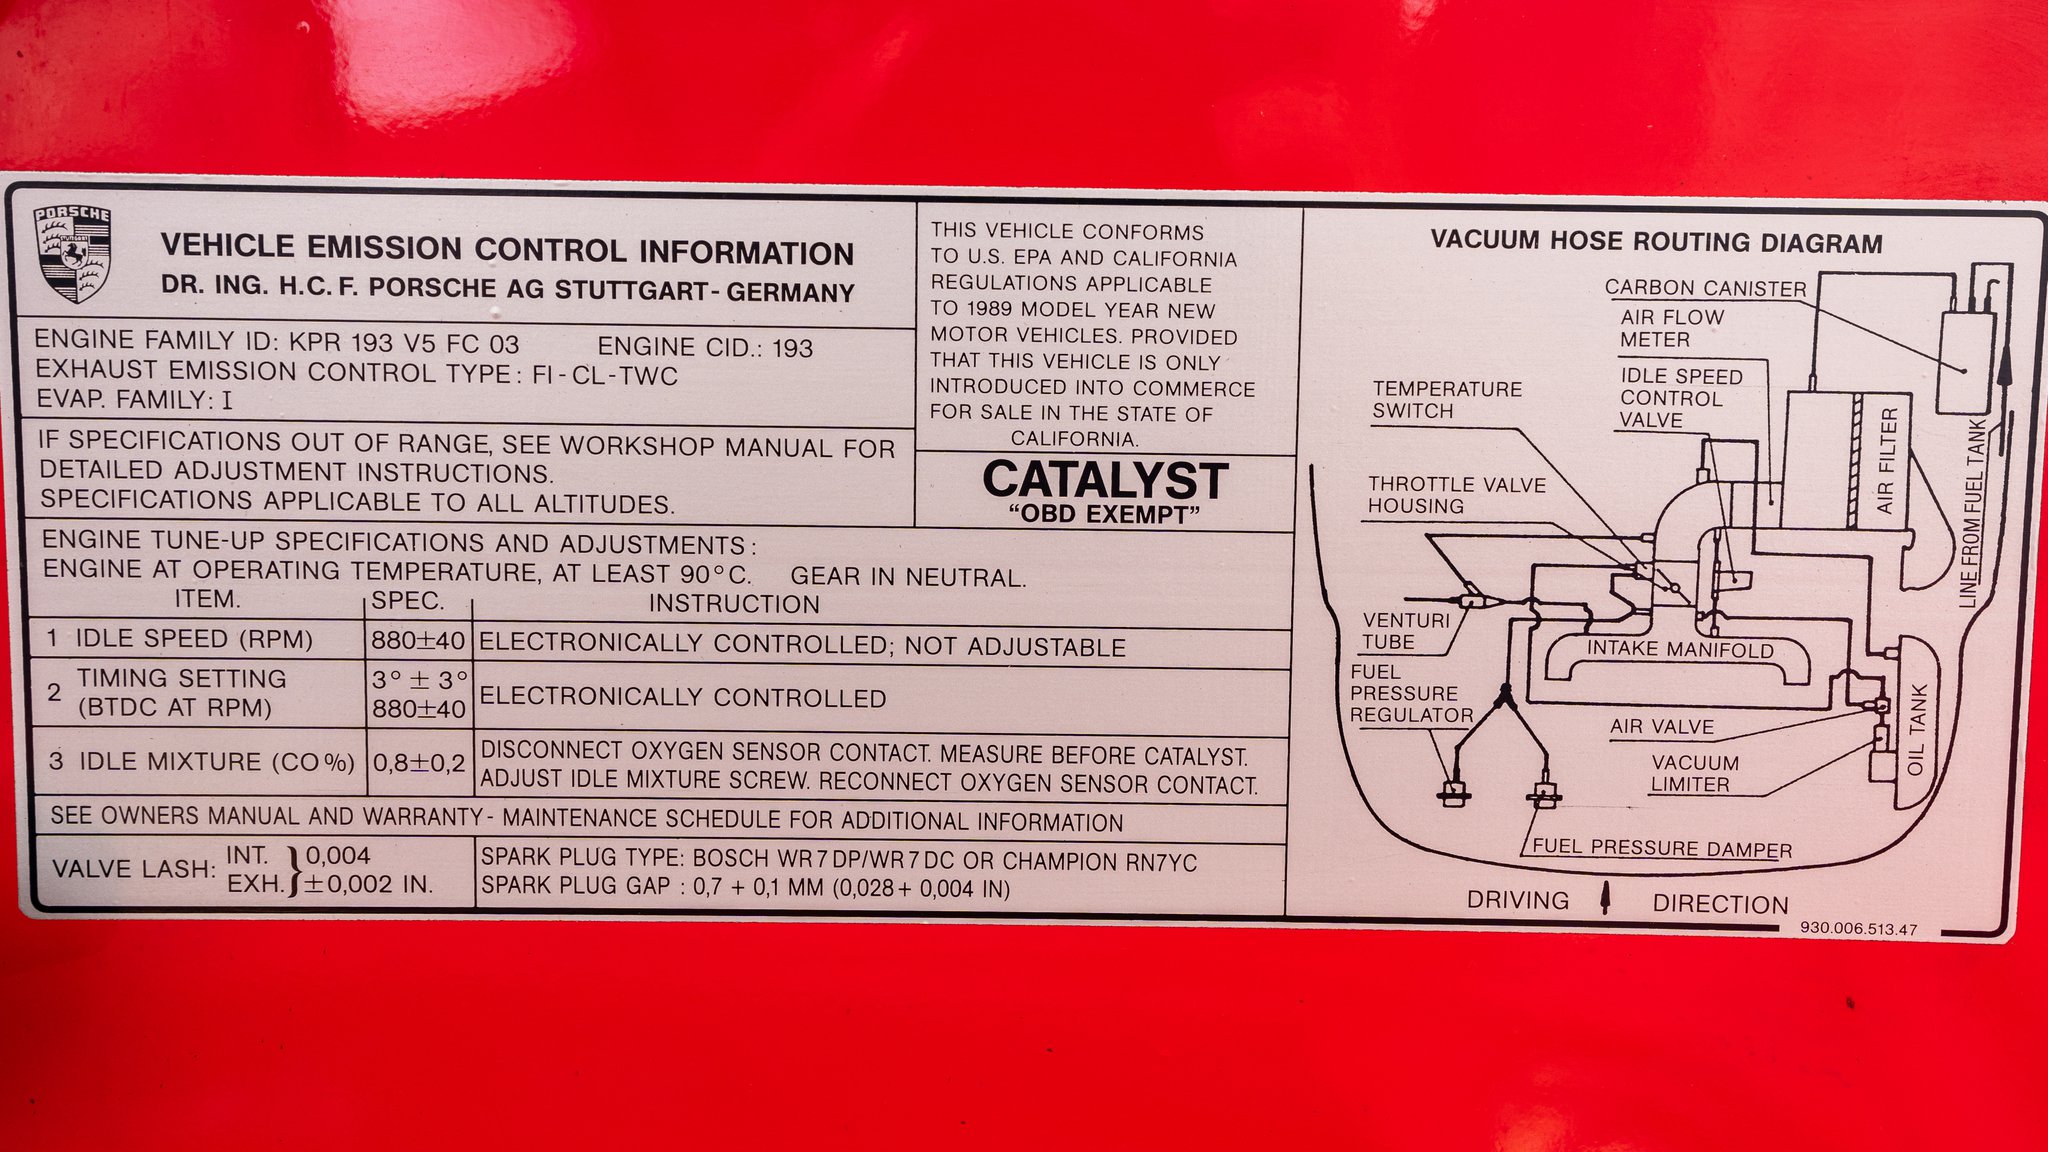 PORSCHE
VEHICLE EMISSION CONTROL INFORMATION
DR. ING. H.C.F. PORSCHE AG STUTTGART-GERMANY
ENGINE FAMILY ID: KPR 193 V5 FC 03 ENGINE CID.: 193
EXHAUST EMISSION CONTROL TYPE: FI-CL-TWC
EVAP. FAMILY: I
IF SPECIFICATIONS OUT OF RANGE, SEE WORKSHOP MANUAL FOR
DETAILED ADJUSTMENT INSTRUCTIONS.
SPECIFICATIONS APPLICABLE TO ALL ALTITUDES.
THIS VEHICLE CONFORMS
TO U.S. EPA AND CALIFORNIA
REGULATIONS APPLICABLE
TO 1989 MODEL YEAR NEW
MOTOR VEHICLES. PROVIDED
THAT THIS VEHICLE IS ONLY
INTRODUCED INTO COMMERCE
FOR SALE IN THE STATE OF
CALIFORNIA.
CATALYST
"OBD EXEMPT"
ENGINE TUNE-UP SPECIFICATIONS AND ADJUSTMENTS:
ENGINE AT OPERATING TEMPERATURE, AT LEAST 90°C. GEAR IN NEUTRAL.
ITEM. SPEC. INSTRUCTION
1 IDLE SPEED (RPM) 880±40 ELECTRONICALLY CONTROLLED; NOT ADJUSTABLE
2 TIMING SETTING 3° ± 3° ELECTRONICALLY CONTROLLED
(BTDC AT RPM) 880±40
3 IDLE MIXTURE (CO%) 0,8±0,2 DISCONNECT OXYGEN SENSOR CONTACT. MEASURE BEFORE CATALYST.
ADJUST IDLE MIXTURE SCREW. RECONNECT OXYGEN SENSOR CONTACT.
SEE OWNERS MANUAL AND WARRANTY-MAINTENANCE SCHEDULE FOR ADDITIONAL INFORMATION
VALVE LASH: INT. } 0,004
EXH. } ±0,002 IN.
SPARK PLUG TYPE: BOSCH WR7DP/WR7DC OR CHAMPION RN7YC
SPARK PLUG GAP : 0,7 + 0,1 MM (0,028 + 0,004 IN)
VACUUM HOSE ROUTING DIAGRAM
CARBON CANISTER
AIR FLOW
METER
IDLE SPEED
CONTROL
VALVE
TEMPERATURE
SWITCH
THROTTLE VALVE
HOUSING
AIR FILTER
LINE FROM FUEL TANK
VENTURI
TUBE
INTAKE MANIFOLD
FUEL
PRESSURE
REGULATOR
AIR VALVE
VACUUM
LIMITER
OIL TANK
FUEL PRESSURE DAMPER
DRIVING DIRECTION
930.006.513.47